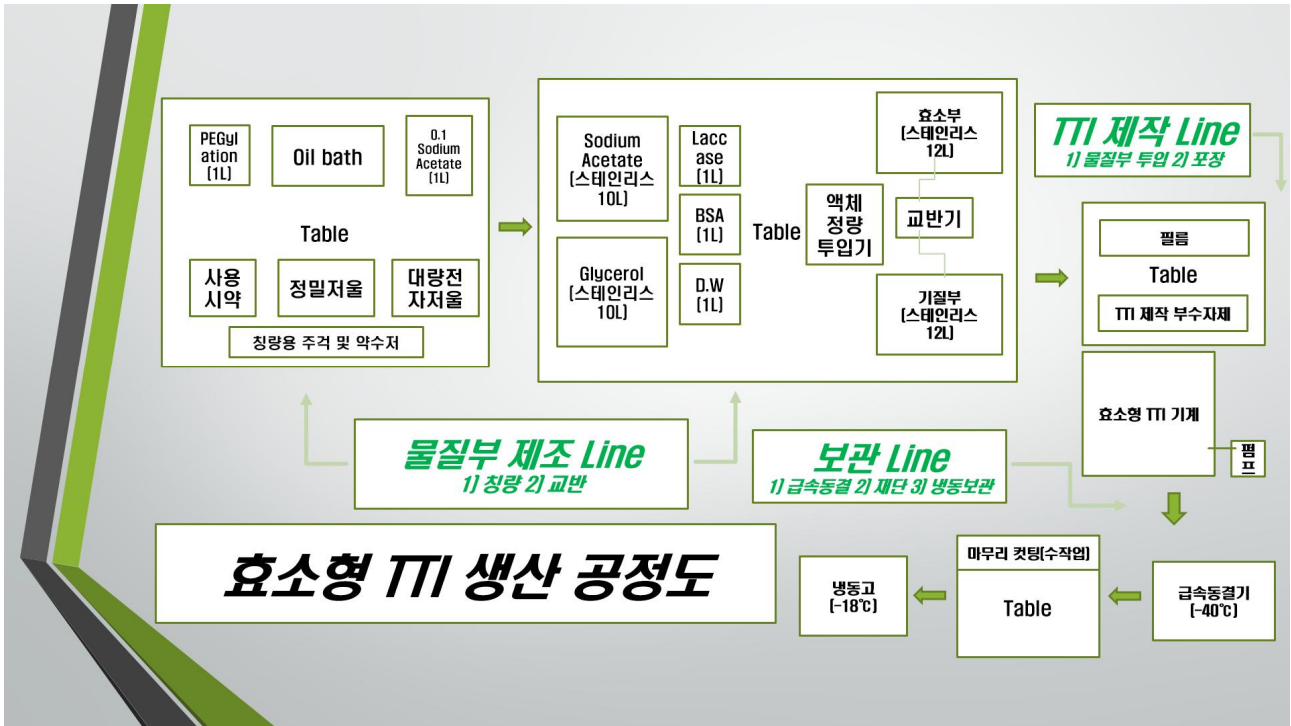 PEGyl
ation
(1L)
Oil bath
0.1
Sodium
Acetate
(1L)
Table
사용
시약
정밀저울
대량전
자저울
칭량용 주걱 및 약수저
Sodium
Acetate
(스테인리스
10L)
Glycerol
(스테인리스
10L)
Lacc
ase
(1L)
BSA
(1L)
D.W
(1L)
Table
액체
정량
투입기
효소부
(스테인리스
12L)
교반기
기질부
(스테인리스
12L)
TTI 제작 Line
1) 물질부 투입 2) 포장
필름
Table
TTI 제작 부수자제
효소형 TTI 기계
펌
프
물질부 제조 Line
1) 칭량 2) 교반
보관 Line
1) 급속동결 2) 재단 3) 냉동보관
효소형 TTI 생산 공정도
냉동고
(-18℃)
마무리 컷팅(수작업)
Table
급속동결기
(-40℃)